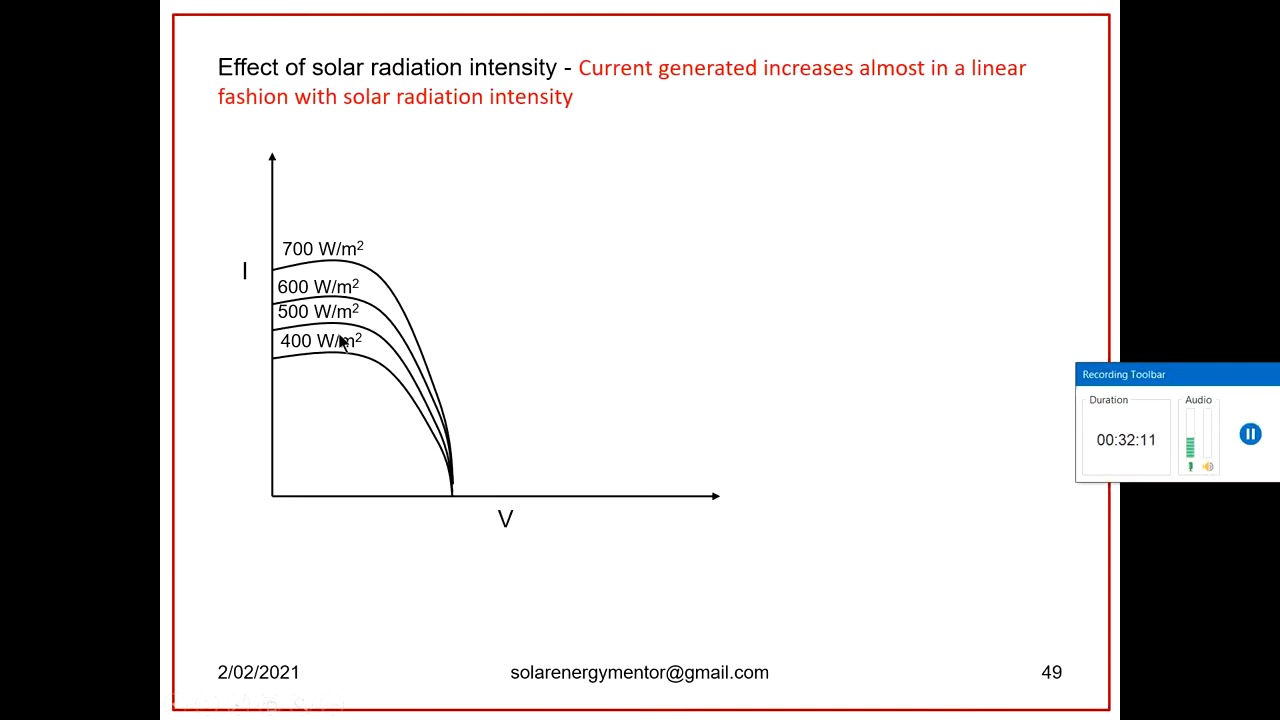 Effect of solar radiation intensity - Current generated increases almost in a linear
fashion with solar radiation intensity
700 W/m²
I
600 W/m²
500 W/m²
400 W/m²
V
Recording Toolbar
Duration
Audio
00:32:11
2/02/2021
solarenergymentor@gmail.com
49